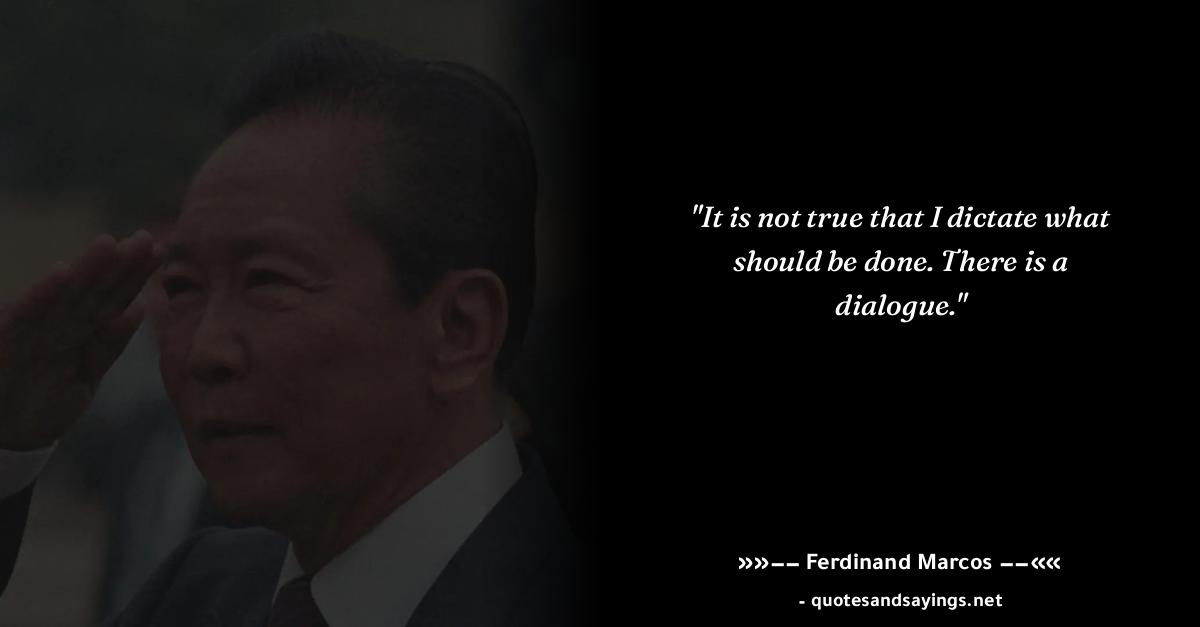 "It is not true that I dictate what
should be done. There is a
dialogue."
»»−− Ferdinand Marcos −−««
- quotesandsayings.net